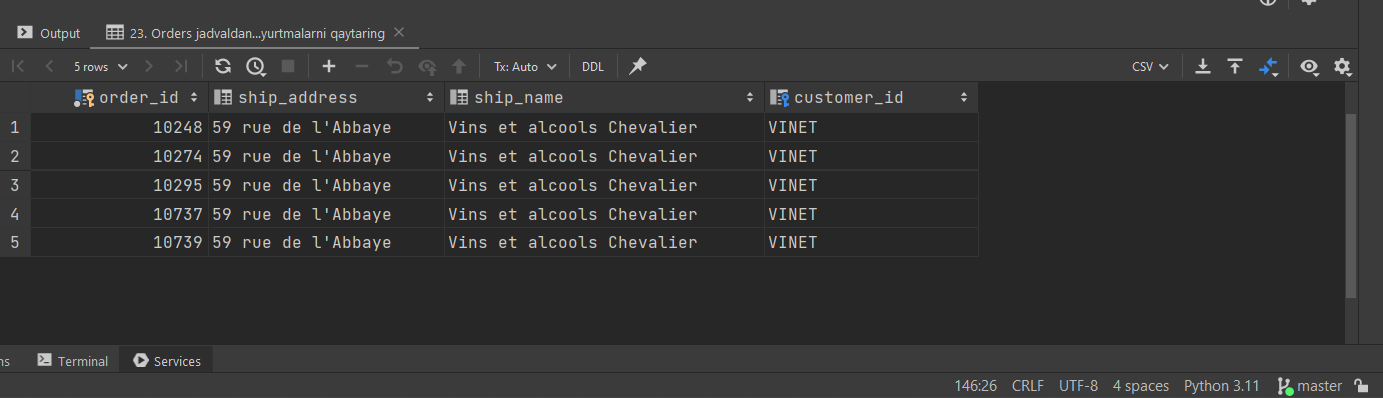 Output 23. Orders jadvaldan...yurtmalarni qaytaring
5 rows Tx: Auto DDL CSV
order_id ship_address ship_name customer_id
1 10248 59 rue de l'Abbaye Vins et alcools Chevalier VINET
2 10274 59 rue de l'Abbaye Vins et alcools Chevalier VINET
3 10295 59 rue de l'Abbaye Vins et alcools Chevalier VINET
4 10737 59 rue de l'Abbaye Vins et alcools Chevalier VINET
5 10739 59 rue de l'Abbaye Vins et alcools Chevalier VINET
Terminal Services
146:26 CRLF UTF-8 4 spaces Python 3.11 master